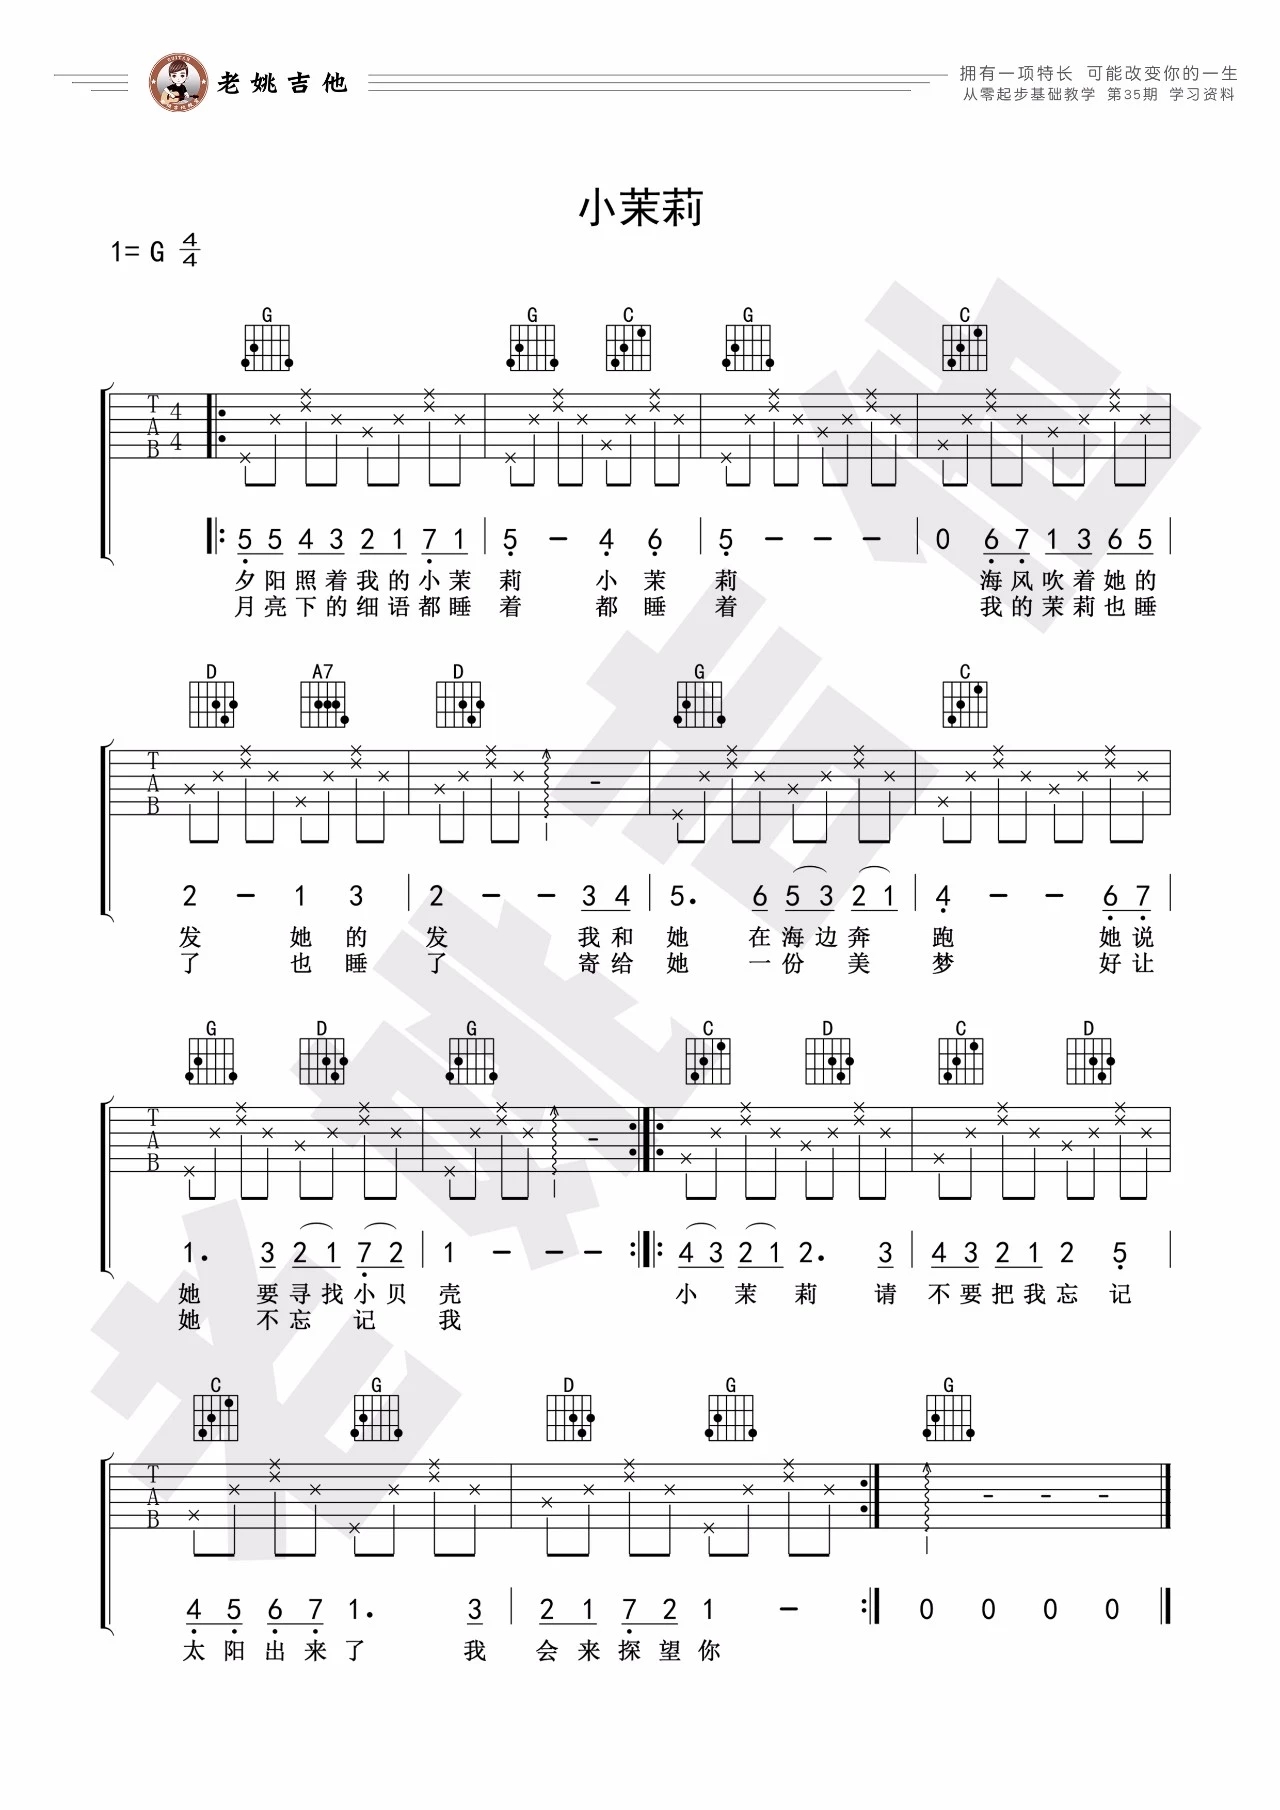 老姚吉他
拥有一项特长 可能改变你的一生
从零起步基础教学 第35期 学习资料
小茉莉
1= G 4/4
G G C G C
T A B 4/4
5 5 4 3 2 1 7 1 | 5 - 4 6 | 5 - - - | 0 6 7 1 3 6 5 |
夕阳照着我的小茉莉 小茉莉 海风吹着她的
月亮下的细语都睡着 都睡着 我的茉莉也睡
D A7 D G C
T A B
2 - 1 3 | 2 - - 3 4 | 5. 6 5 3 2 1 | 4 - - 6 7 |
发 她的发 我和她 在海边奔跑 她说
了 也睡了 寄给她 一份美梦 好让
G D G C D C D
T A B
1. 3 2 1 7 2 | 1 - - - :||: 4 3 2 1 2. 3 | 4 3 2 1 2 5 |
她 要寻找小贝壳 小茉莉 请不要把我忘记
她 不忘记我
C G D G G
T A B
4 5 6 7 1. 3 | 2 1 7 2 1 - :| 0 0 0 0 |
太阳出来了 我会来探望你
老姚吉他